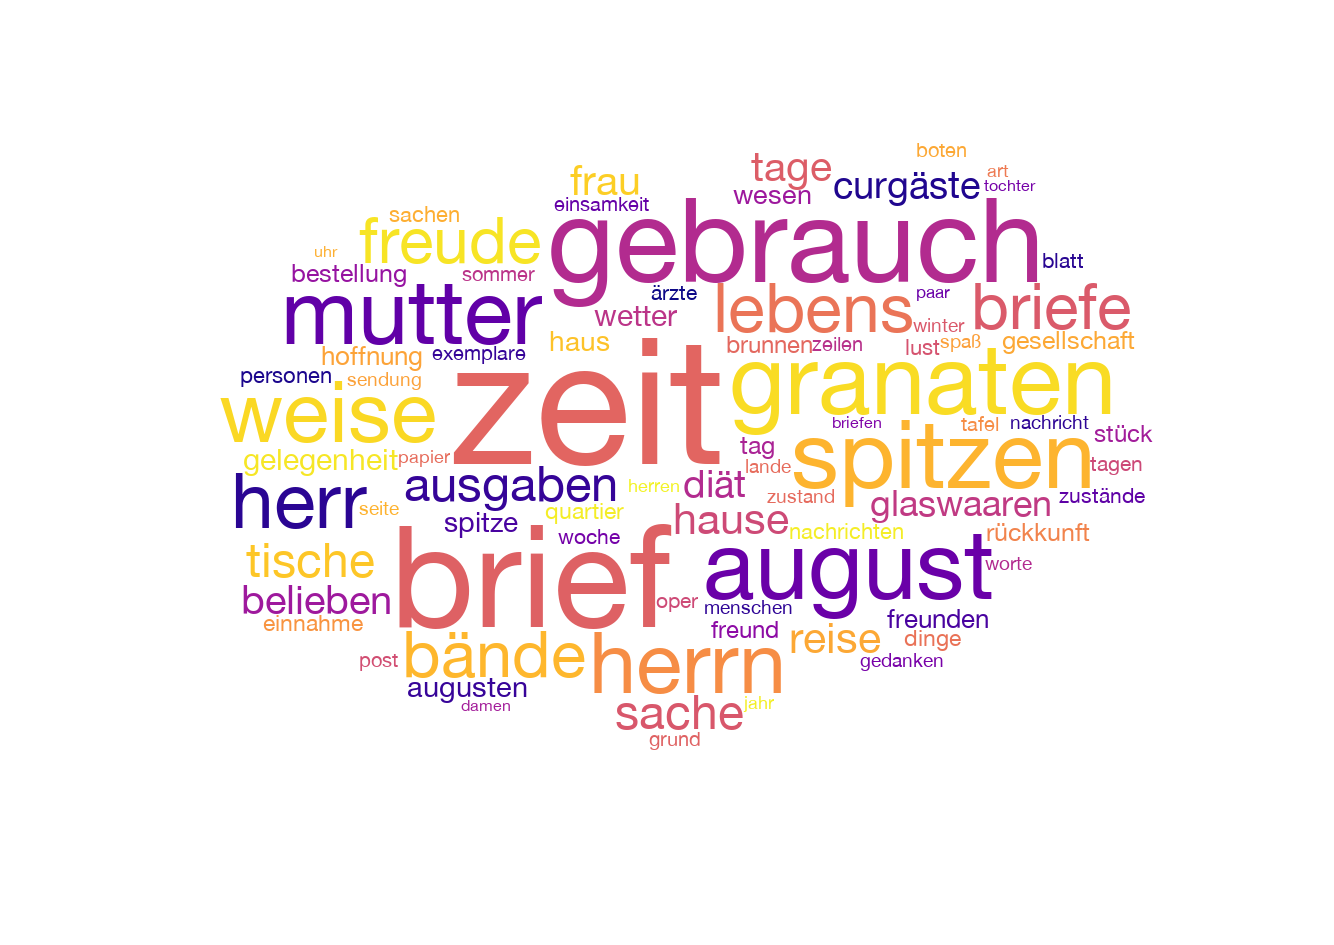 boten
frau tage wesen curgäste art tochter
sachen einsamkeit
uhr freude gebrauch blatt
bestellung sommer ärzte paar
mutter wetter lebens winter briefe
hoffnung exemplare haus brunnen zeilen lust spaß gesellschaft
personen sendung
weise zeit granaten
briefen tafel nachricht stück
gelegenheit papier tag lande spitzen tagen
herr seite ausgaben herren diät zustand glaswaaren zustände
spitze quartier hause nachrichten rückkunft
tische woche august worte
belieben brief oper menschen freunden
einnahme freund reise dinge
post bände herrn gedanken
augusten damen
sache jahr
grund